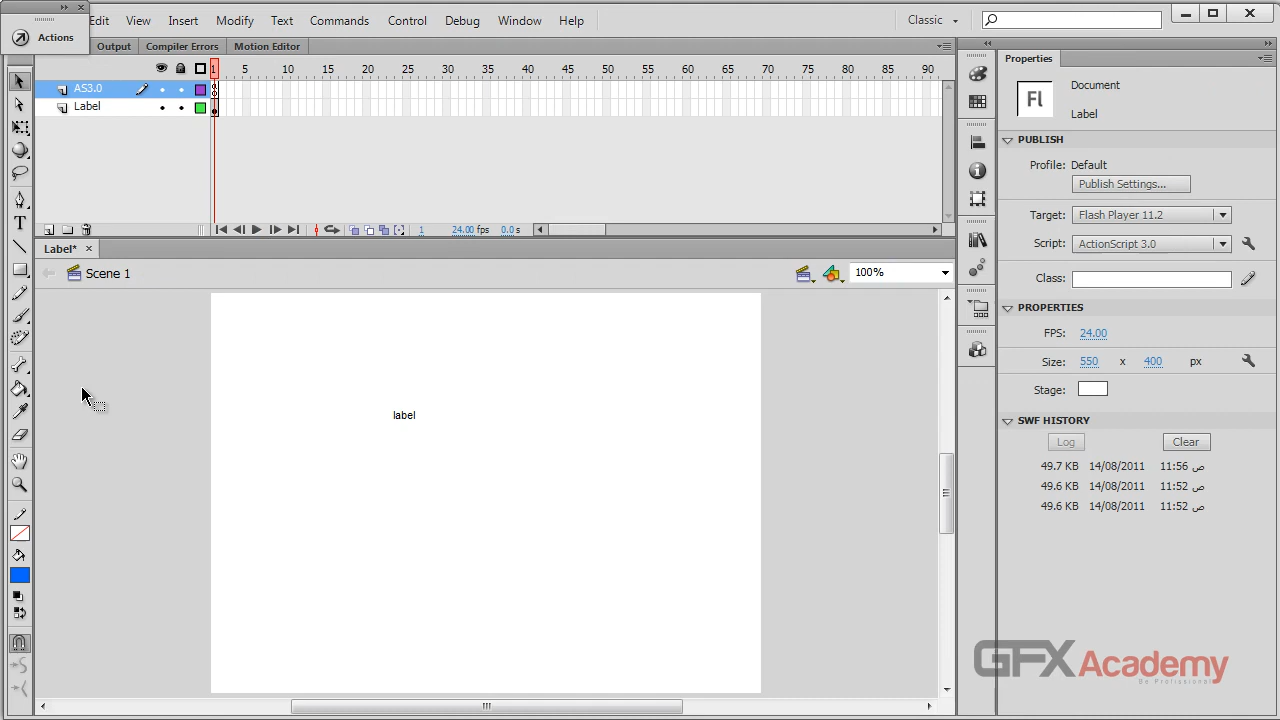 Edit View Insert Modify Text Commands Control Debug Window Help Classic
Actions
Output Compiler Errors Motion Editor
1 5 10 15 20 25 30 35 40 45 50 55 60 65 70 75 80 85 90
AS3.0
Label
1 24.00 fps 0.0 s
Label*
Scene 1
100%
label
Properties
Fl
Document
Label
PUBLISH
Profile: Default
Publish Settings...
Target: Flash Player 11.2
Script: ActionScript 3.0
Class:
PROPERTIES
FPS: 24.00
Size: 550 x 400 px
Stage:
SWF HISTORY
Log Clear
49.7 KB 14/08/2011 11:56 ص
49.6 KB 14/08/2011 11:52 ص
49.6 KB 14/08/2011 11:52 ص
GFX Academy
Be Professional